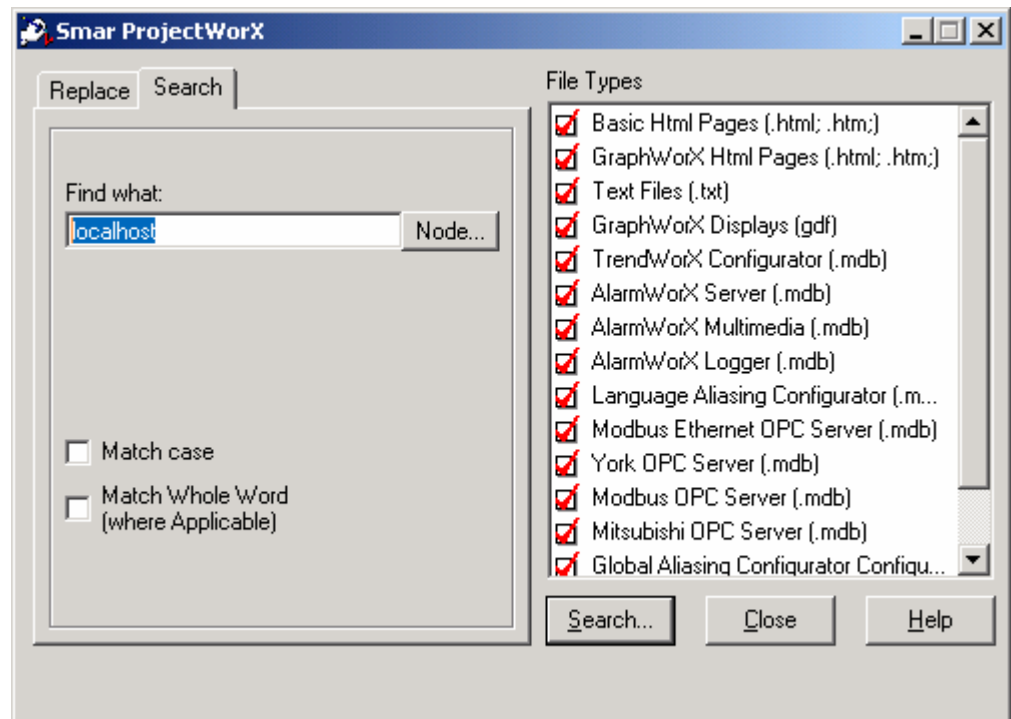 Smar ProjectWorX
Replace
Search
Find what:
localhost
Node...
Match case
Match Whole Word
(where Applicable)
File Types
Basic Html Pages (.html; .htm;)
GraphWorX Html Pages (.html; .htm;)
Text Files (.txt)
GraphWorX Displays (gdf)
TrendWorX Configurator (.mdb)
AlarmWorX Server (.mdb)
AlarmWorX Multimedia (.mdb)
AlarmWorX Logger (.mdb)
Language Aliasing Configurator (.m...
Modbus Ethernet OPC Server (.mdb)
York OPC Server (.mdb)
Modbus OPC Server (.mdb)
Mitsubishi OPC Server (.mdb)
Global Aliasing Configurator Configu...
Search...
Close
Help